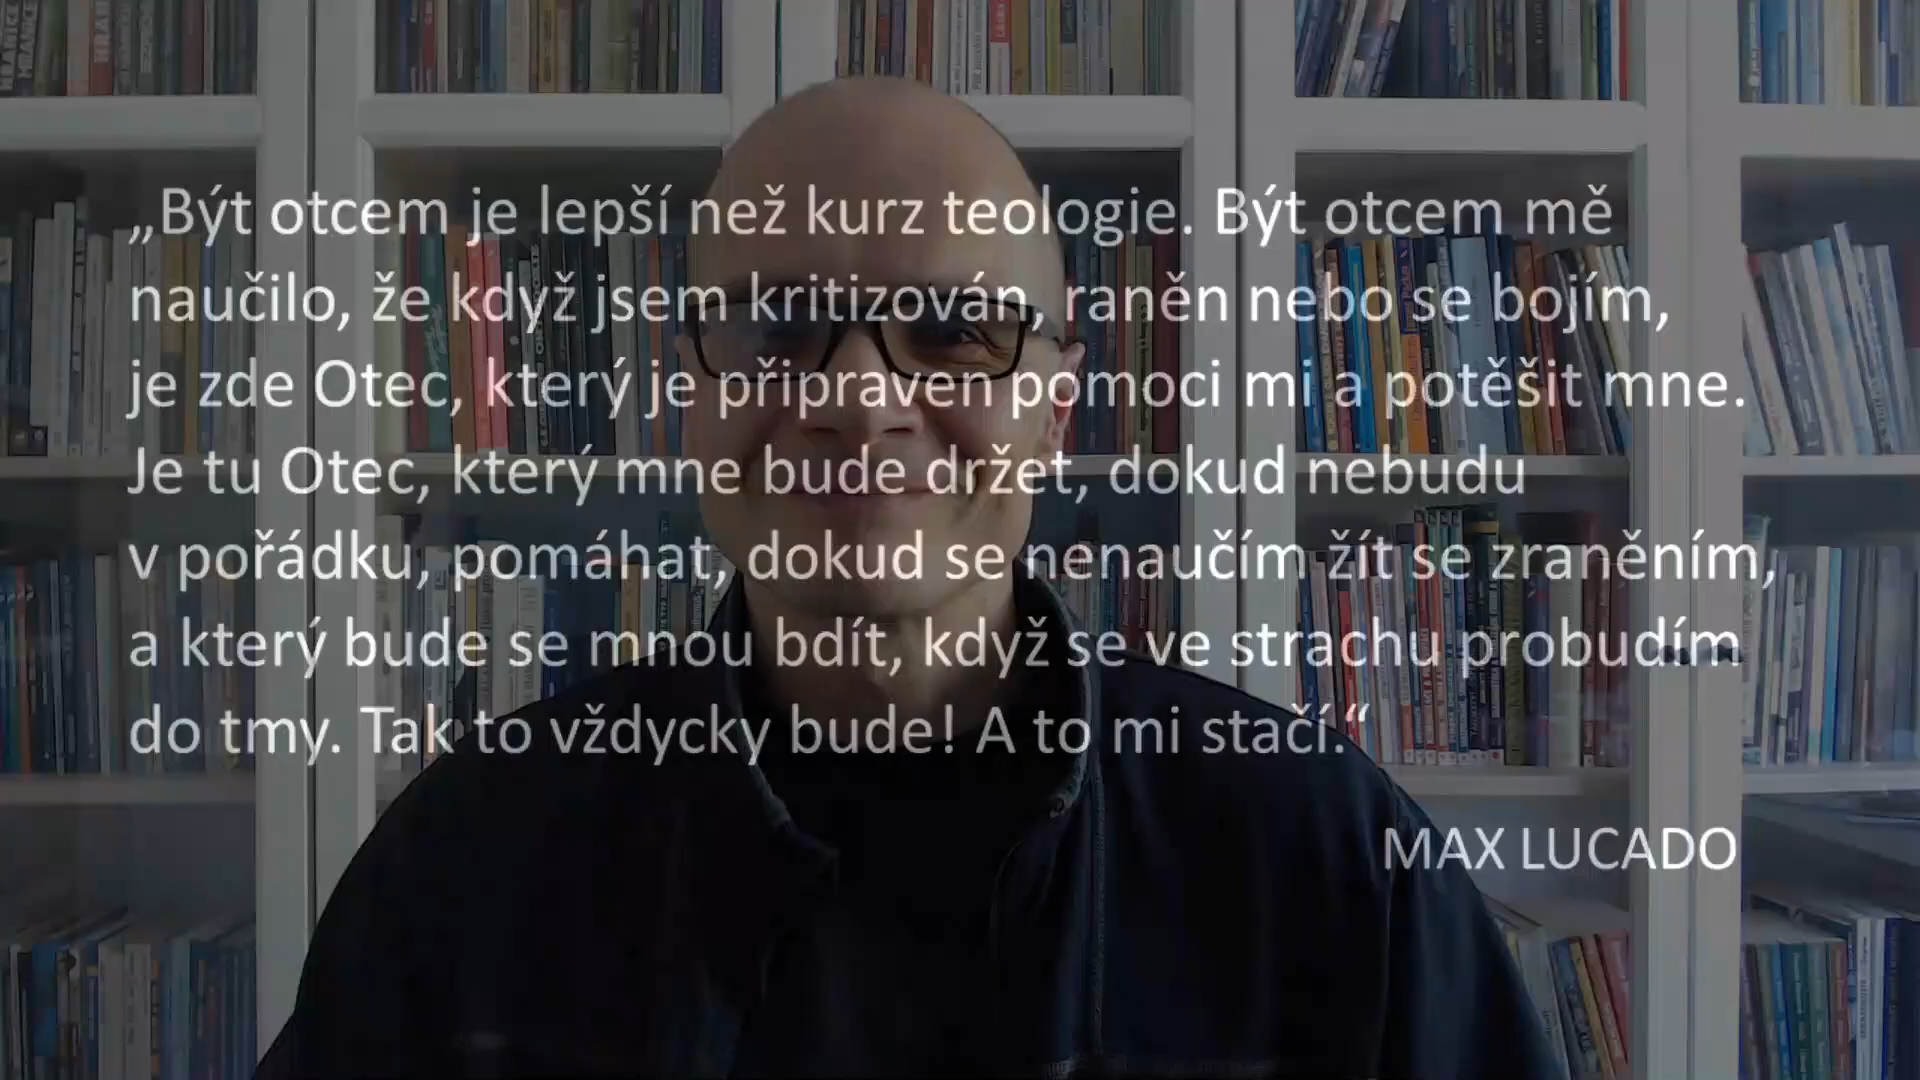 „Být otcem je lepší než kurz teologie. Být otcem mě
naučilo, že když jsem kritizován, raněn nebo se bojím,
je zde Otec, který je připraven pomoci mi a potěšit mne.
Je tu Otec, který mne bude držet, dokud nebudu
v pořádku, pomáhat, dokud se nenaučím žít se zraněním,
a který bude se mnou bdít, když se ve strachu probudím
do tmy. Tak to vždycky bude! A to mi stačí.“
MAX LUCADO